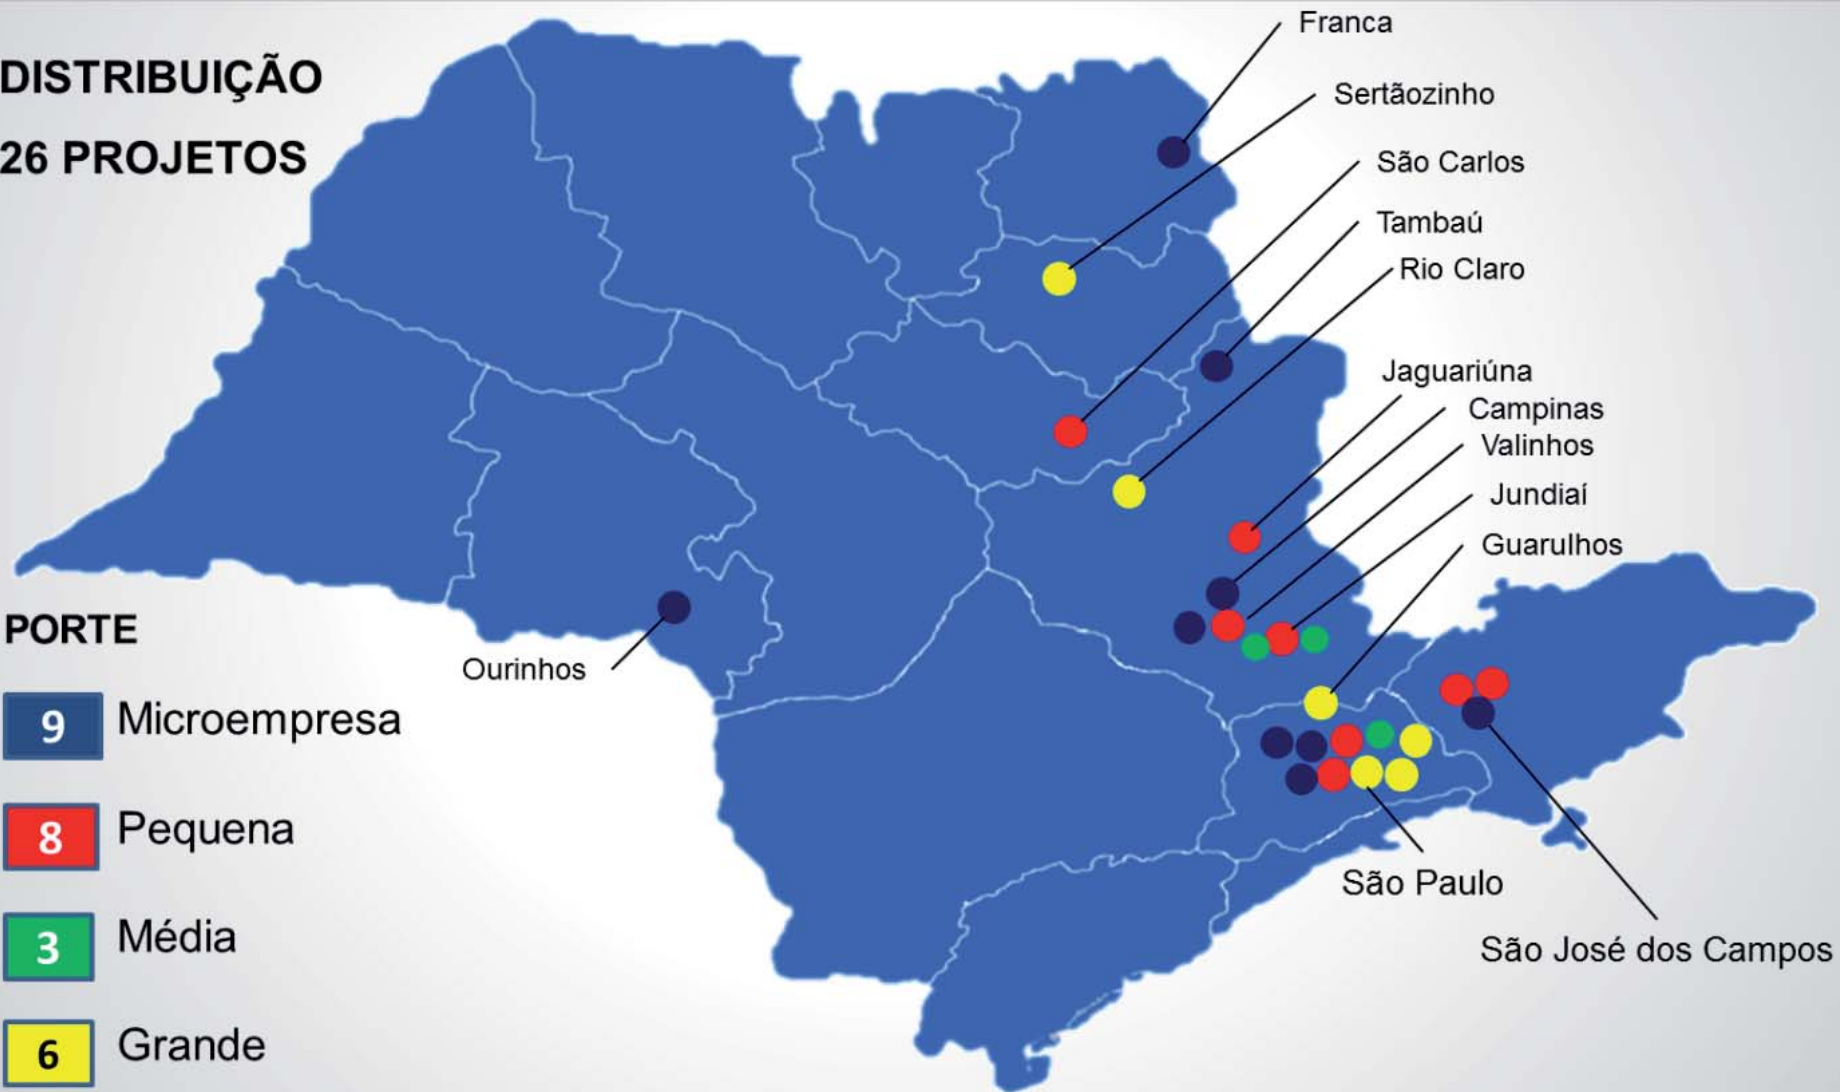 DISTRIBUIÇÃO
26 PROJETOS
Franca
Sertãozinho
São Carlos
Tambaú
Rio Claro
Jaguariúna
Campinas
Valinhos
Jundiaí
Guarulhos
Ourinhos
São Paulo
São José dos Campos
PORTE
9 Microempresa
8 Pequena
3 Média
6 Grande